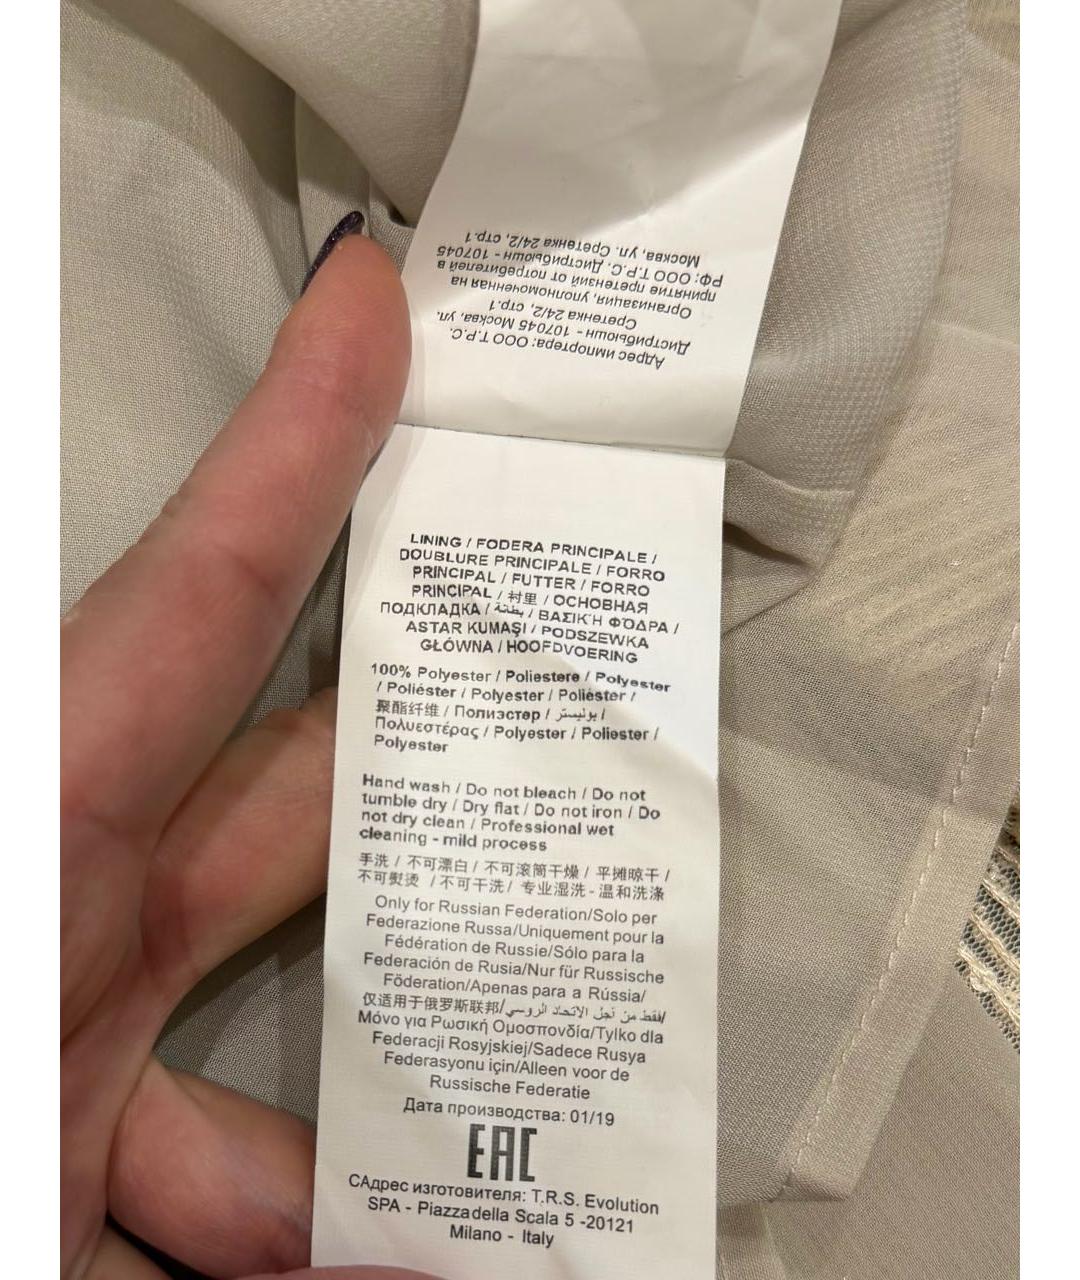 Адрес импортера: ООО Т.Р.С.
Дистрибьюшн - 107045 Москва, ул.
Сретенка 24/2, стр.1
Организация, уполномоченная на
принятие претензий от потребителей в
РФ: ООО Т.Р.С. Дистрибьюшн - 107045
Москва, ул. Сретенка 24/2, стр.1
LINING / FODERA PRINCIPALE /
DOUBLURE PRINCIPALE / FORRO
PRINCIPAL / FUTTER / FORRO
PRINCIPAL / 衬里 / ОСНОВНАЯ
ПОДКЛАДКА / بطانة / ΒΑΣΙΚΉ ΦΌΔΡΑ /
ASTAR KUMAŞI / PODSZEWKA
GŁÓWNA / HOOFDVOERING
100% Polyester / Poliestere / Polyester
/ Poliéster / Polyester / Poliéster /
聚酯纤维 / Полиэстер / بوليستر /
Πολυεστέρας / Polyester / Poliester /
Polyester
Hand wash / Do not bleach / Do not
tumble dry / Dry flat / Do not iron / Do
not dry clean / Professional wet
cleaning - mild process
手洗 / 不可漂白 / 不可滚筒干燥 / 平摊晾干 /
不可熨烫 / 不可干洗 / 专业湿洗 - 温和洗涤
Only for Russian Federation/Solo per
Federazione Russa/Uniquement pour la
Fédération de Russie/Sólo para la
Federación de Rusia/Nur für Russische
Föderation/Apenas para a Rússia/
仅适用于俄罗斯联邦/فقط من نجل الاتحاد الروسي/
Μόνο για Ρωσική Ομοσπονδία/Tylko dla
Federacji Rosyjskiej/Sadece Rusya
Federasyonu için/Alleen voor de
Russische Federatie
Дата производства: 01/19
EAC
САдрес изготовителя: T.R.S. Evolution
SPA - Piazzadella Scala 5 -20121
Milano - Italy